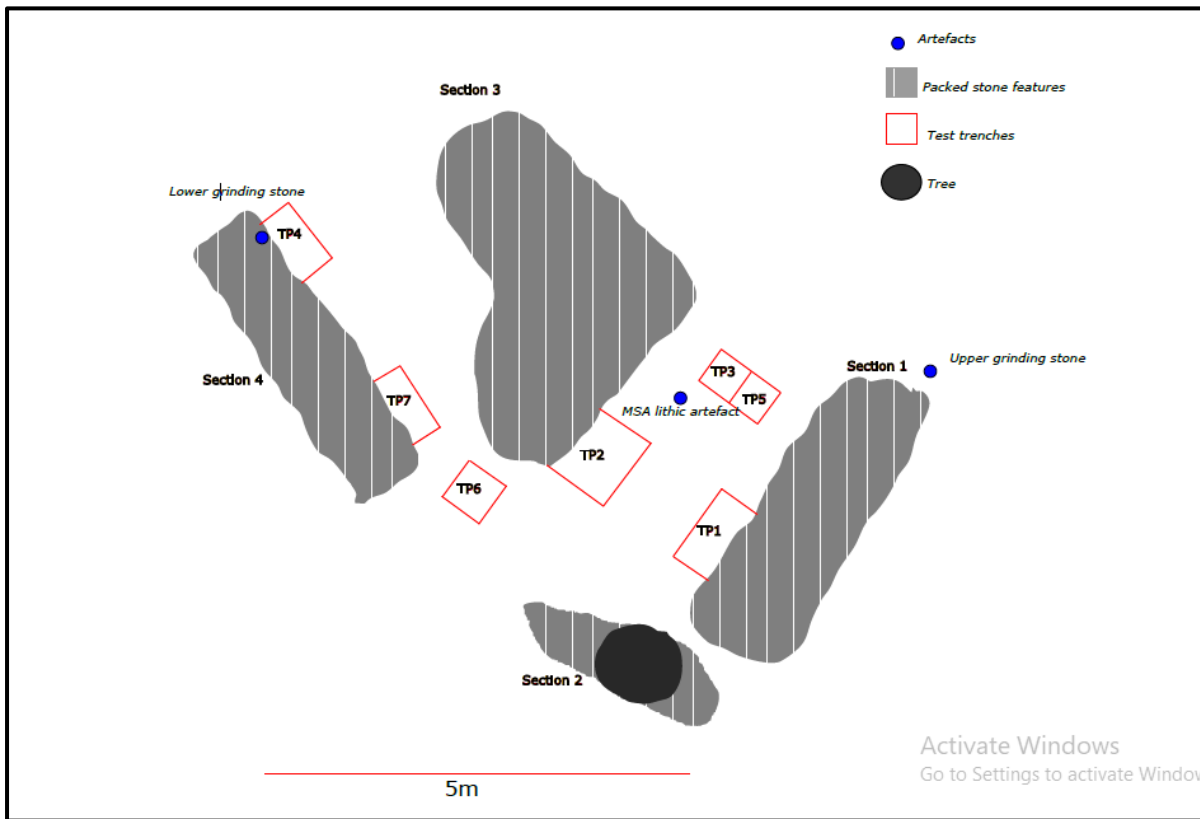 Artefacts
Section 3
Packed stone features
Test trenches
Tree
Lower grinding stone
TP4
Upper grinding stone
Section 1
TP3
Section 4
TP7
TP5
MSA lithic artefact
TP2
TP6
TP1
Section 2
Activate Windows
Go to Settings to activate Window
5m